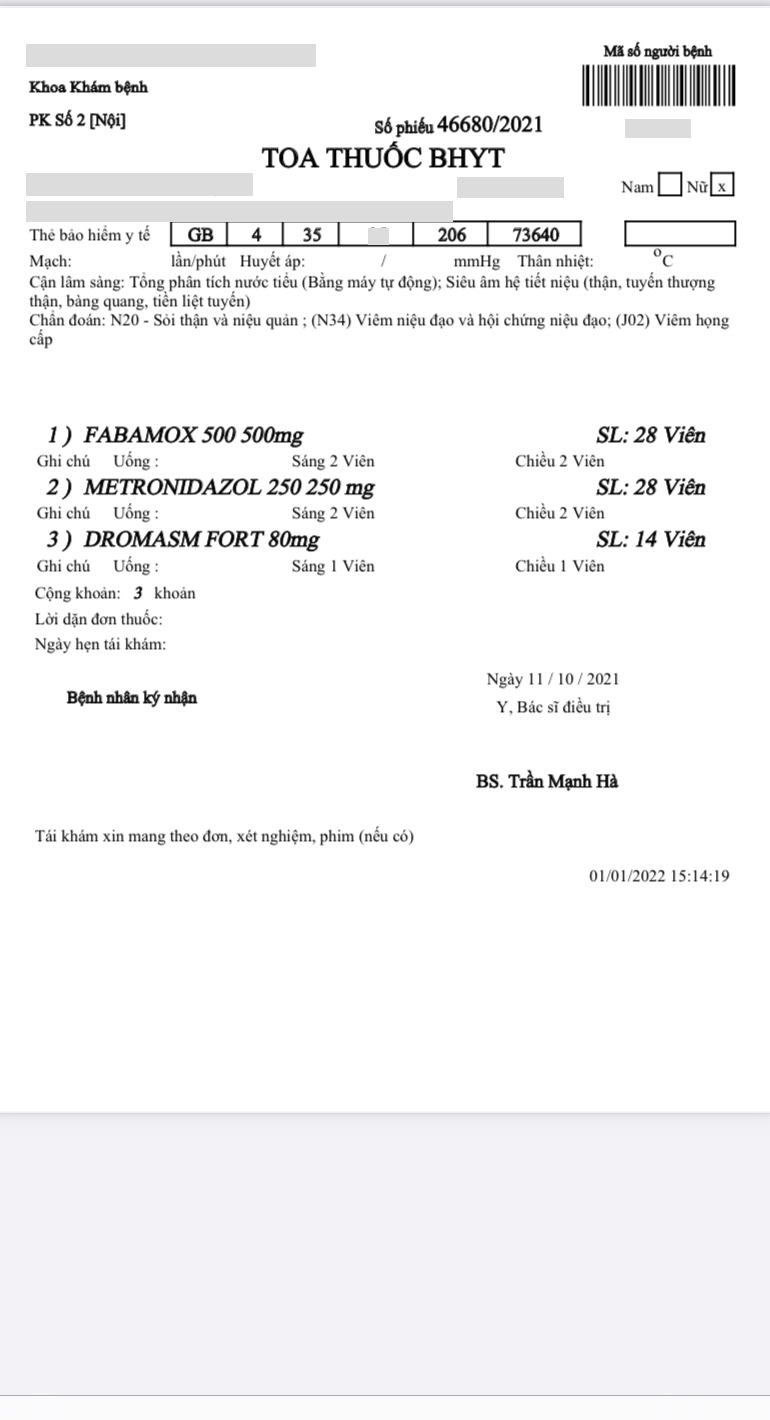 Mã số người bệnh
Khoa Khám bệnh
PK Số 2 [Nội]
Số phiếu 46680/2021
TOA THUỐC BHYT
Nam Nữ x
Thẻ bảo hiểm y tế GB 4 35 206 73640
Mạch: lần/phút Huyết áp: / mmHg Thân nhiệt: °C
Cận lâm sàng: Tổng phân tích nước tiểu (Bằng máy tự động); Siêu âm hệ tiết niệu (thận, tuyến thượng
thận, bàng quang, tiền liệt tuyến)
Chẩn đoán: N20 - Sỏi thận và niệu quản ; (N34) Viêm niệu đạo và hội chứng niệu đạo; (J02) Viêm họng
cấp
1 ) FABAMOX 500 500mg SL: 28 Viên
Ghi chú Uống : Sáng 2 Viên Chiều 2 Viên
2 ) METRONIDAZOL 250 250 mg SL: 28 Viên
Ghi chú Uống : Sáng 2 Viên Chiều 2 Viên
3 ) DROMASM FORT 80mg SL: 14 Viên
Ghi chú Uống : Sáng 1 Viên Chiều 1 Viên
Cộng khoản: 3 khoản
Lời dặn đơn thuốc:
Ngày hẹn tái khám:
Ngày 11 / 10 / 2021
Bệnh nhân ký nhận
Y, Bác sĩ điều trị
BS. Trần Mạnh Hà
Tái khám xin mang theo đơn, xét nghiệm, phim (nếu có)
01/01/2022 15:14:19